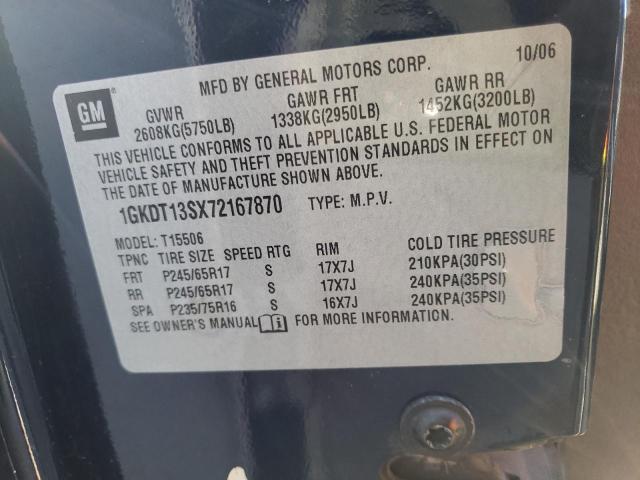 GM
MFD BY GENERAL MOTORS CORP. 10/06
GVWR GAWR FRT GAWR RR
2608KG(5750LB) 1338KG(2950LB) 1452KG(3200LB)
THIS VEHICLE CONFORMS TO ALL APPLICABLE U.S. FEDERAL MOTOR
VEHICLE SAFETY AND THEFT PREVENTION STANDARDS IN EFFECT ON
THE DATE OF MANUFACTURE SHOWN ABOVE.
1GKDT13SX72167870 TYPE: M.P.V.
MODEL: T15506
TPNC TIRE SIZE SPEED RTG RIM COLD TIRE PRESSURE
FRT P245/65R17 S 17X7J 210KPA(30PSI)
RR P245/65R17 S 17X7J 240KPA(35PSI)
SPA P235/75R16 S 16X7J 240KPA(35PSI)
SEE OWNER'S MANUAL FOR MORE INFORMATION.